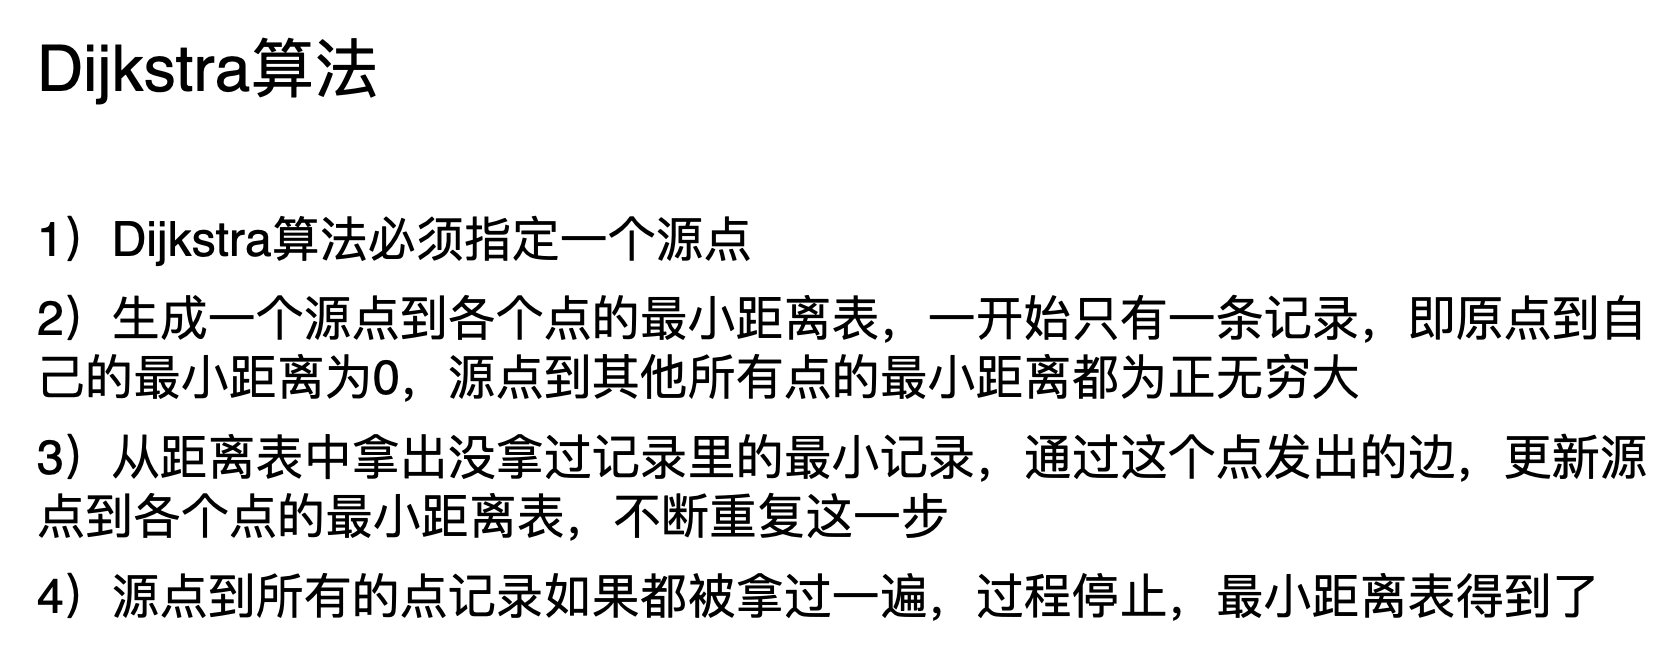 Dijkstra算法
1）Dijkstra算法必须指定一个源点
2）生成一个源点到各个点的最小距离表，一开始只有一条记录，即原点到自
己的最小距离为0，源点到其他所有点的最小距离都为正无穷大
3）从距离表中拿出没拿过记录里的最小记录，通过这个点发出的边，更新源
点到各个点的最小距离表，不断重复这一步
4）源点到所有的点记录如果都被拿过一遍，过程停止，最小距离表得到了